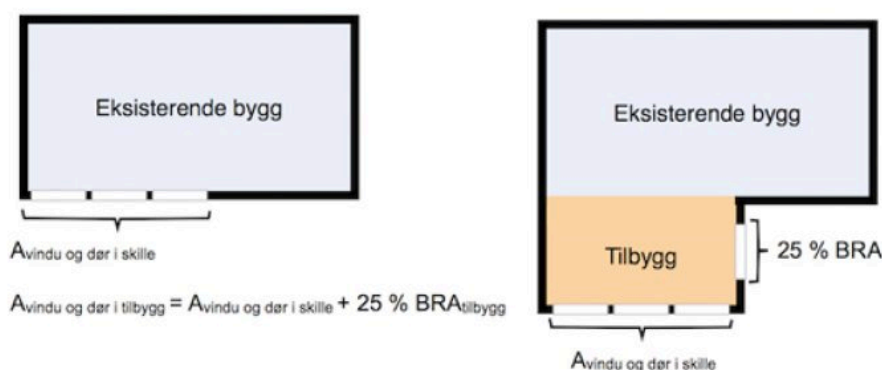 Eksisterende bygg
Avindu og dør i skille
Avindu og dør i tilbygg = Avindu og dør i skille + 25 % BRAtilbygg
Eksisterende bygg
Tilbygg
25 % BRA
Avindu og dør i skille